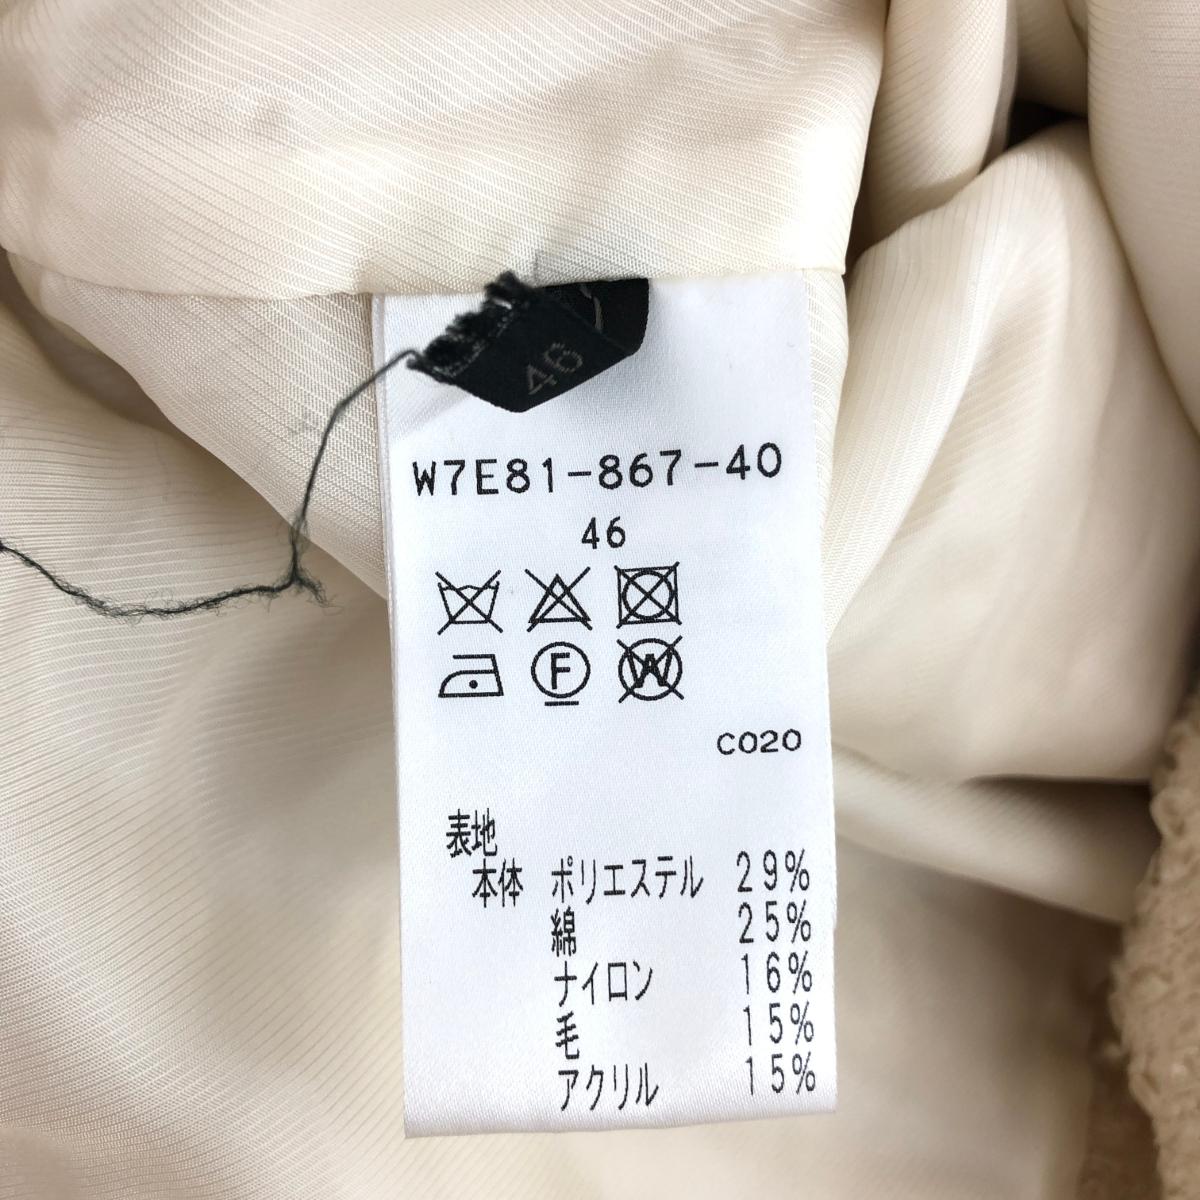 46
W7E81-867-40
46
F W
C020
表地
本体 ポリエステル 29%
綿 25%
ナイロン 16%
毛 15%
アクリル 15%